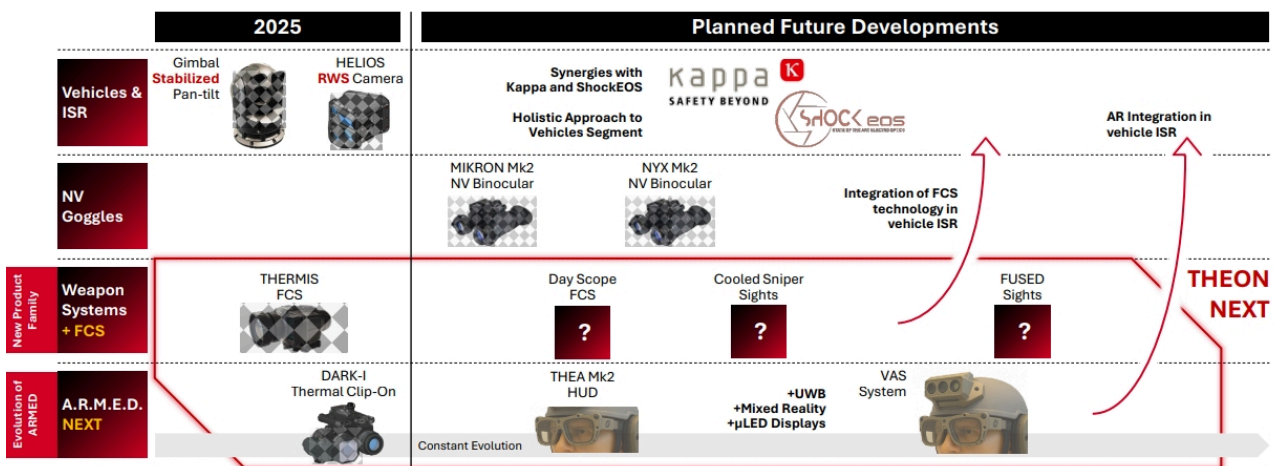 2025
Planned Future Developments
Vehicles &
ISR
Gimbal
Stabilized
Pan-tilt
HELIOS
RWS Camera
Synergies with
Kappa and ShockEOS
Holistic Approach to
Vehicles Segment
kappa
SAFETY BEYOND
K
SHOCK eos
AR Integration in
vehicle ISR
NV
Goggles
MIKRON Mk2
NV Binocular
NYX Mk2
NV Binocular
Integration of FCS
technology in
vehicle ISR
New Product
Family
Weapon
Systems
+ FCS
THERMIS
FCS
Day Scope
FCS
?
Cooled Sniper
Sights
?
FUSED
Sights
?
THEON
NEXT
Evolution of
ARMED
A.R.M.E.D.
NEXT
DARK-I
Thermal Clip-On
THEA Mk2
HUD
+UWB
+Mixed Reality
+µLED Displays
VAS
System
Constant Evolution